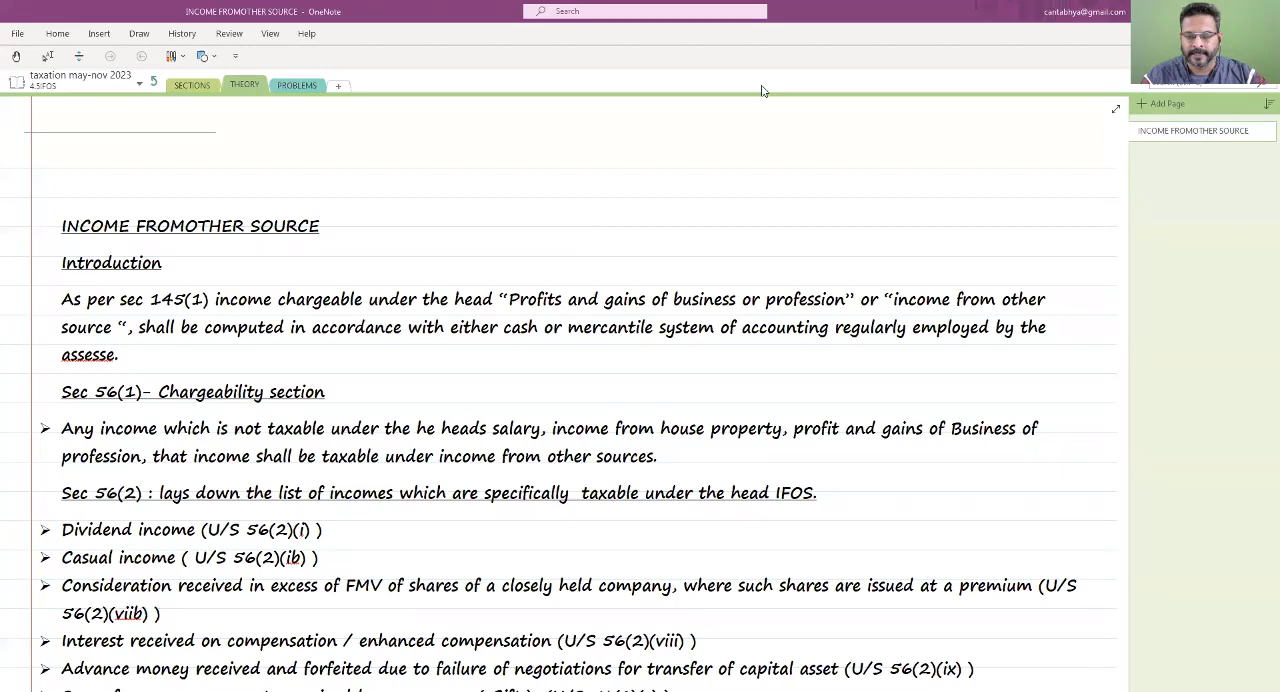 INCOME FROMOTHER SOURCE - OneNote
Search
cantabhya@gmail.com
File Home Insert Draw History Review View Help
taxation may-nov 2023
4.5IFOS
SECTIONS THEORY PROBLEMS
Add Page
INCOME FROMOTHER SOURCE
INCOME FROMOTHER SOURCE
Introduction
As per sec 145(1) income chargeable under the head “Profits and gains of business or profession” or “income from other
source “, shall be computed in accordance with either cash or mercantile system of accounting regularly employed by the
assesse.
Sec 56(1)- Chargeability section
➢ Any income which is not taxable under the he heads salary, income from house property, profit and gains of Business of
profession, that income shall be taxable under income from other sources.
Sec 56(2) : lays down the list of incomes which are specifically taxable under the head IFOS.
➢ Dividend income (U/S 56(2)(i) )
➢ Casual income ( U/S 56(2)(ib) )
➢ Consideration received in excess of FMV of shares of a closely held company, where such shares are issued at a premium (U/S
56(2)(viib) )
➢ Interest received on compensation / enhanced compensation (U/S 56(2)(viii) )
➢ Advance money received and forfeited due to failure of negotiations for transfer of capital asset (U/S 56(2)(ix) )